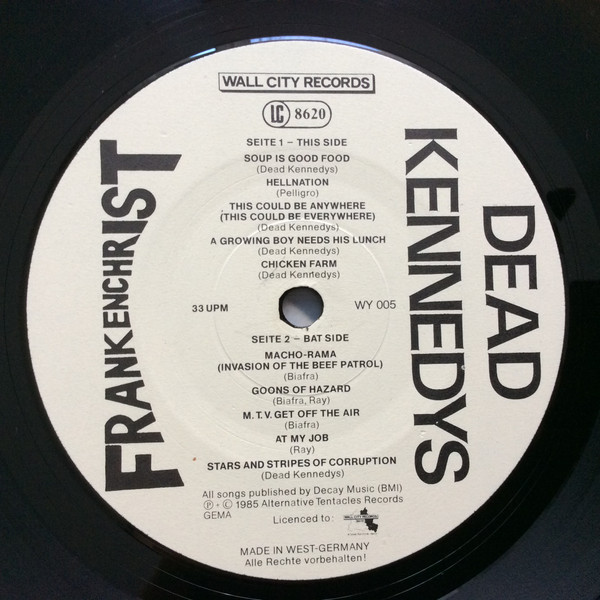 WALL CITY RECORDS
LC 8620
SEITE 1 – THIS SIDE
SOUP IS GOOD FOOD
(Dead Kennedys)
HELLNATION
(Pelligro)
THIS COULD BE ANYWHERE
(THIS COULD BE EVERYWHERE)
(Dead Kennedys)
A GROWING BOY NEEDS HIS LUNCH
(Dead Kennedys)
CHICKEN FARM
(Dead Kennedys)
33 UPM
WY 005
SEITE 2 – BAT SIDE
MACHO-RAMA
(INVASION OF THE BEEF PATROL)
(Biafra)
GOONS OF HAZARD
(Biafra, Ray)
M.T.V. GET OFF THE AIR
(Biafra)
AT MY JOB
(Ray)
STARS AND STRIPES OF CORRUPTION
(Dead Kennedys)
All songs published by Decay Music (BMI)
Ⓟ + © 1985 Alternative Tentacles Records
GEMA
Licenced to:
WALL CITY RECORDS
MADE IN WEST-GERMANY
Alle Rechte vorbehalten!
FRANKENCHRIST
DEAD
KENNEDYS